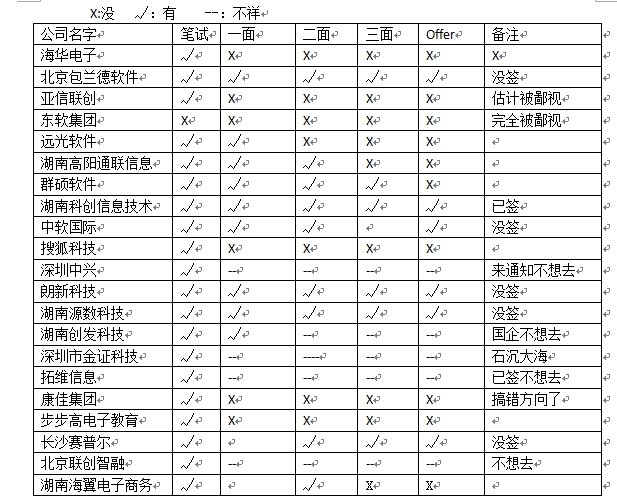 X:没 √：有 --：不祥
公司名字 笔试 一面 二面 三面 Offer 备注
海华电子 √ X X X X X
北京包兰德软件 √ √ √ √ √ 没签
亚信联创 √ X X X X 估计被鄙视
东软集团 X X X X X 完全被鄙视
远光软件 √ √ X X X
湖南高阳通联信息 √ √ √ X X
群硕软件 √ √ √ √ X
湖南科创信息技术 √ √ √ √ √ 已签
中软国际 √ √ √ √ 没签
搜狐科技 √ X X X X
深圳中兴 √ -- -- -- -- 来通知不想去
朗新科技 √ √ √ √ √ 没签
湖南源数科技 √ √ √ √ √ 没签
湖南创发科技 √ √ -- -- -- 国企不想去
深圳市金证科技 √ -- ---- -- -- 石沉大海
拓维信息 √ -- -- -- -- 已签不想去
康佳集团 √ X X X X 搞错方向了
步步高电子教育 √ X X X X
长沙赛普尔 √ √ √ √ 没签
北京联创智融 √ -- -- -- -- 不想去
湖南海翼电子商务 √ √ X X